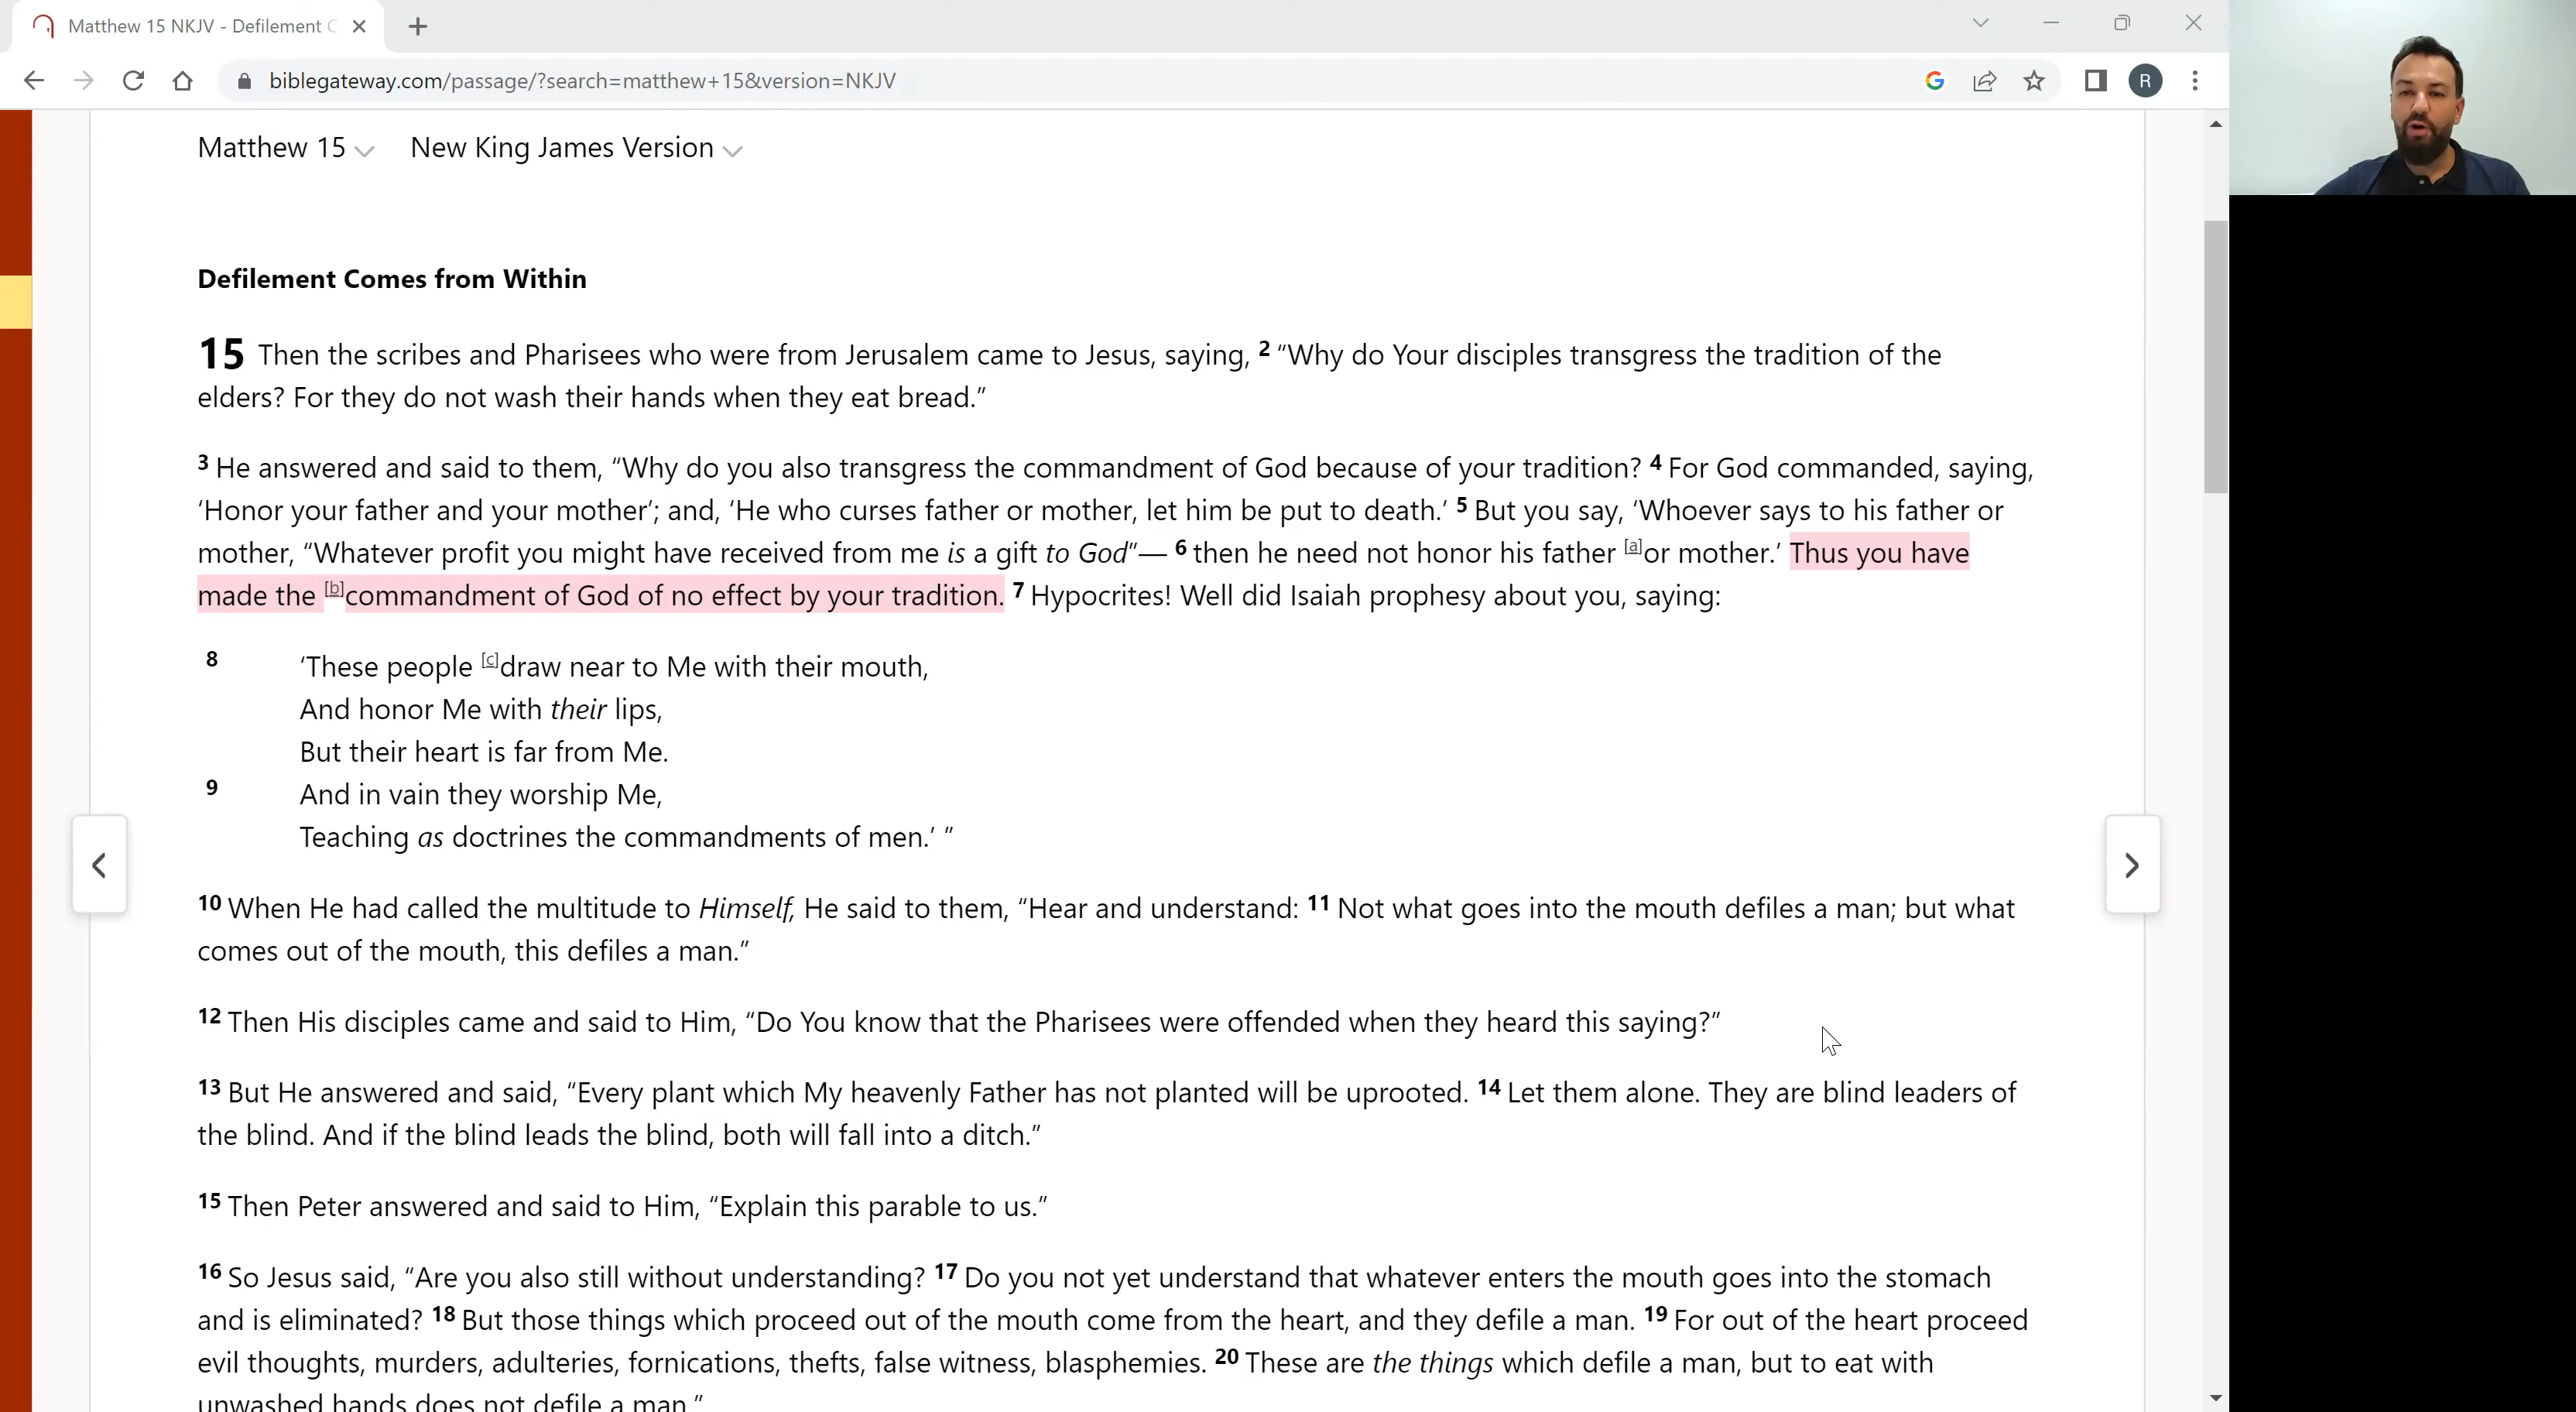 Matthew 15 NKJV - Defilement C
biblegateway.com/passage/?search=matthew+15&version=NKJV
R
Matthew 15 New King James Version
Defilement Comes from Within
15 Then the scribes and Pharisees who were from Jerusalem came to Jesus, saying, 2 “Why do Your disciples transgress the tradition of the
elders? For they do not wash their hands when they eat bread.”
3 He answered and said to them, “Why do you also transgress the commandment of God because of your tradition? 4 For God commanded, saying,
‘Honor your father and your mother’; and, ‘He who curses father or mother, let him be put to death.’ 5 But you say, ‘Whoever says to his father or
mother, “Whatever profit you might have received from me is a gift to God”— 6 then he need not honor his father [a]or mother.’ Thus you have
made the [b]commandment of God of no effect by your tradition. 7 Hypocrites! Well did Isaiah prophesy about you, saying:
8 ‘These people [c]draw near to Me with their mouth,
And honor Me with their lips,
But their heart is far from Me.
9 And in vain they worship Me,
Teaching as doctrines the commandments of men.’ ”
10 When He had called the multitude to Himself, He said to them, “Hear and understand: 11 Not what goes into the mouth defiles a man; but what
comes out of the mouth, this defiles a man.”
12 Then His disciples came and said to Him, “Do You know that the Pharisees were offended when they heard this saying?”
13 But He answered and said, “Every plant which My heavenly Father has not planted will be uprooted. 14 Let them alone. They are blind leaders of
the blind. And if the blind leads the blind, both will fall into a ditch.”
15 Then Peter answered and said to Him, “Explain this parable to us.”
16 So Jesus said, “Are you also still without understanding? 17 Do you not yet understand that whatever enters the mouth goes into the stomach
and is eliminated? 18 But those things which proceed out of the mouth come from the heart, and they defile a man. 19 For out of the heart proceed
evil thoughts, murders, adulteries, fornications, thefts, false witness, blasphemies. 20 These are the things which defile a man, but to eat with
unwashed hands does not defile a man.”